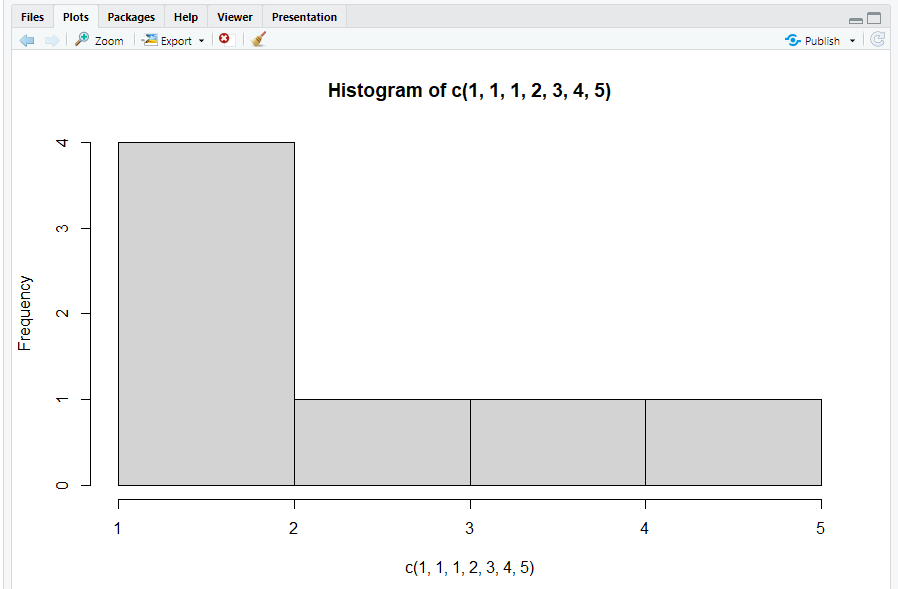 Files Plots Packages Help Viewer Presentation
Zoom Export Publish
Histogram of c(1, 1, 1, 2, 3, 4, 5)
4
3
2
1
0
Frequency
1 2 3 4 5
c(1, 1, 1, 2, 3, 4, 5)